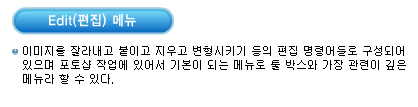 Edit(편집) 메뉴
이미지를 잘라내고 붙이고 지우고 변형시키기 등의 편집 명령어들로 구성되어
있으며 포토샵 작업에 있어서 기본이 되는 메뉴로 툴 박스와 가장 관련이 깊은
메뉴라 할 수 있다.